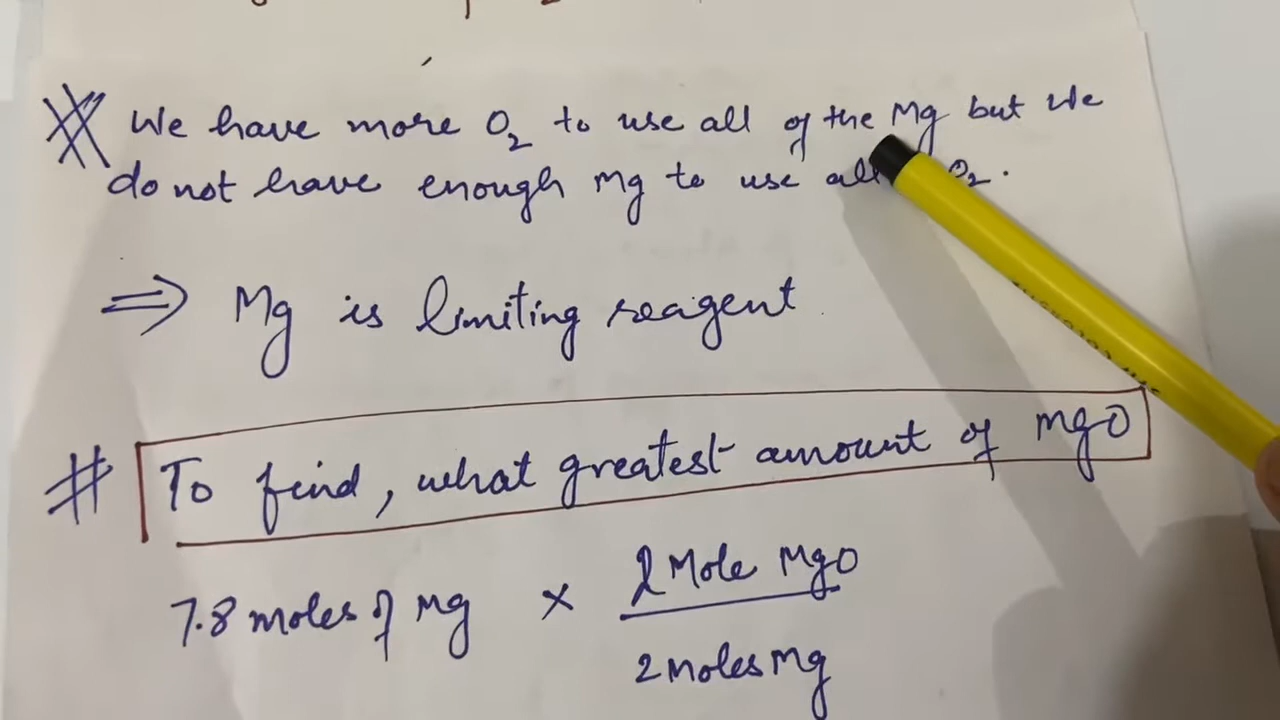 We have more O2 to use all of the Mg but We
do not have enough Mg to use all O2.
⇒ Mg is limiting reagent
# To find, what greatest amount of MgO
7.8 moles of Mg × 2 Mole MgO
2 Moles Mg